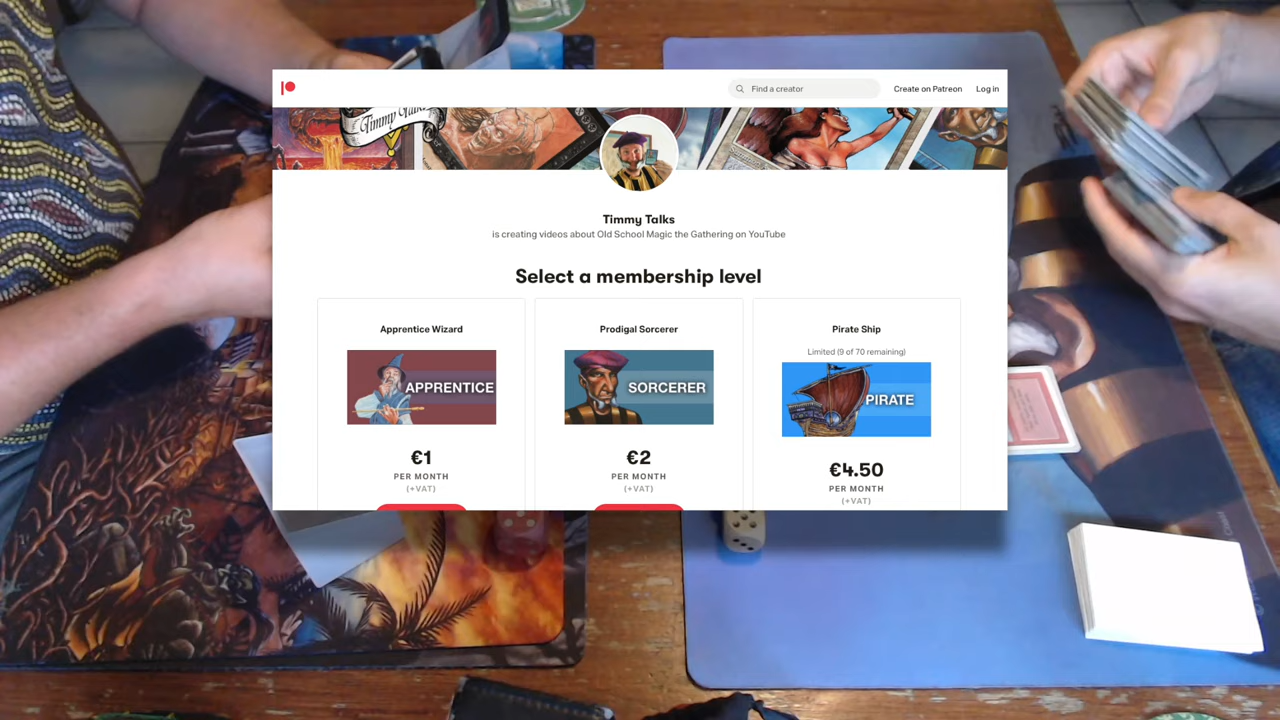 Find a creator
Create on Patreon
Log in
Timmy Talks
Timmy Talks
is creating videos about Old School Magic the Gathering on YouTube
Select a membership level
Apprentice Wizard
APPRENTICE
€1
PER MONTH
(+VAT)
Prodigal Sorcerer
SORCERER
€2
PER MONTH
(+VAT)
Pirate Ship
Limited (9 of 70 remaining)
PIRATE
€4.50
PER MONTH
(+VAT)